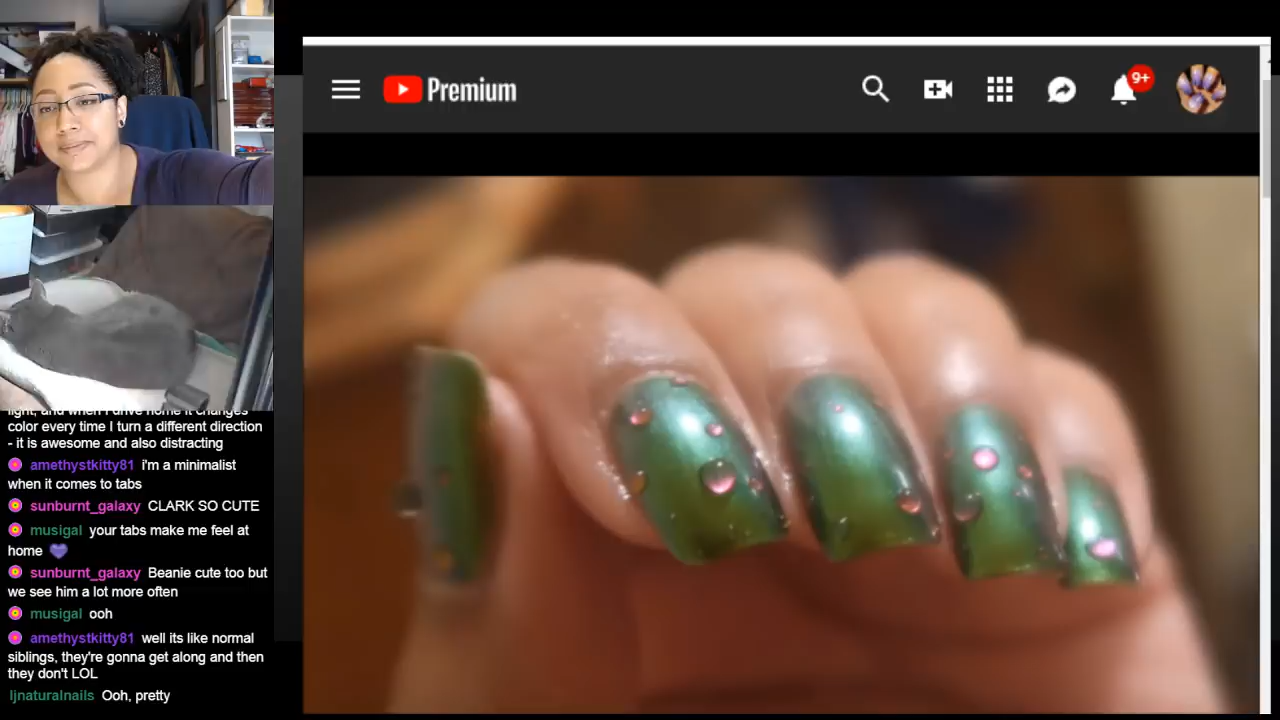 Premium
9+
light, and when I drive home it changes
color every time I turn a different direction
- it is awesome and also distracting
amethystkitty81 i'm a minimalist
when it comes to tabs
sunburnt_galaxy CLARK SO CUTE
musigal your tabs make me feel at
home 💜
sunburnt_galaxy Beanie cute too but
we see him a lot more often
musigal ooh
amethystkitty81 well its like normal
siblings, they're gonna get along and then
they don't LOL
ljnaturalnails Ooh, pretty